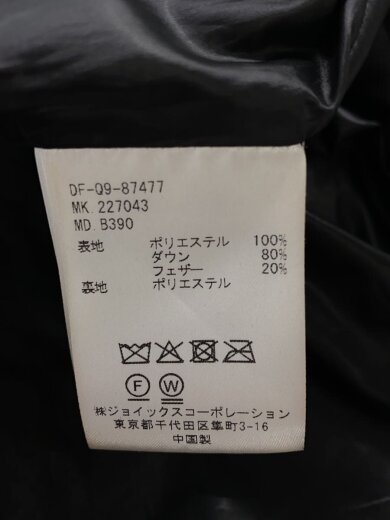 DF-Q9-87477
MK.227043
MD.B390
表地 ポリエステル 100%
ダウン 80%
フェザー 20%
裏地 ポリエステル
F W
㈱ジョイックスコーポレーション
東京都千代田区隼町3-16
中国製